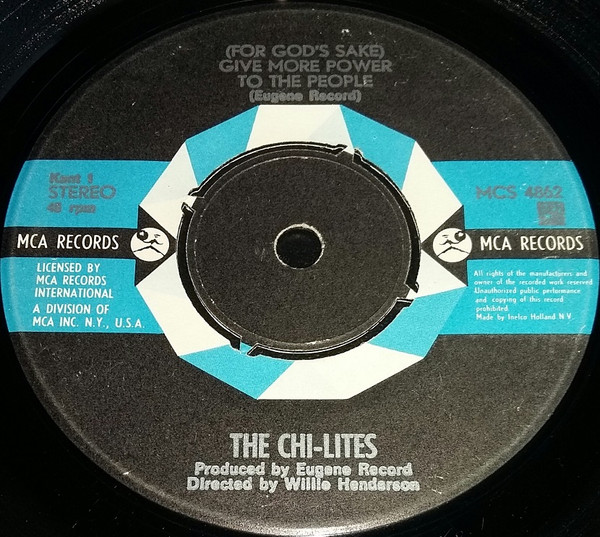 (FOR GOD'S SAKE)
GIVE MORE POWER
TO THE PEOPLE
(Eugene Record)
Kant 1
STEREO
45 rpm
MCS 4862
MCA RECORDS
MCA RECORDS
LICENSED BY
MCA RECORDS
INTERNATIONAL
A DIVISION OF
MCA INC. N.Y., U.S.A.
All rights of the manufacturers and
owner of the recorded work reserved
Unauthorized public performance
and copying of this record
prohibited.
Made by Inelco Holland N.V.
THE CHI-LITES
Produced by Eugene Record
Directed by Willie Henderson